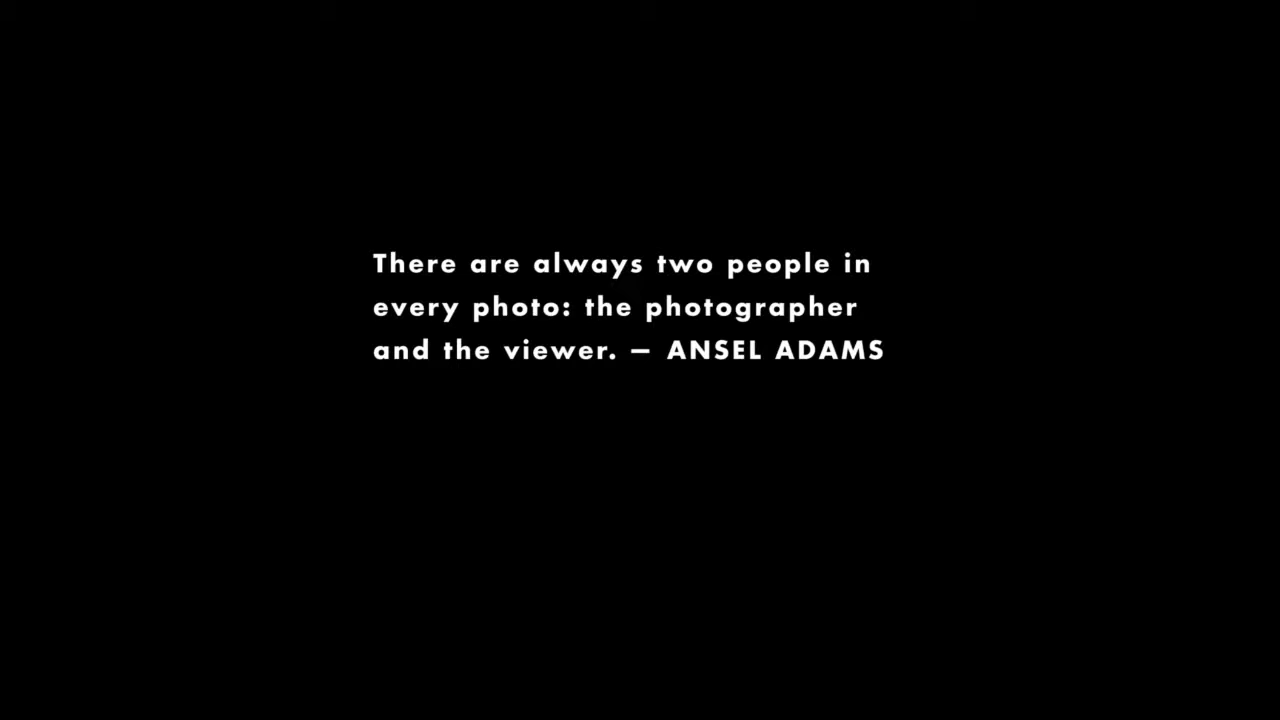 There are always two people in
every photo: the photographer
and the viewer. — ANSEL ADAMS